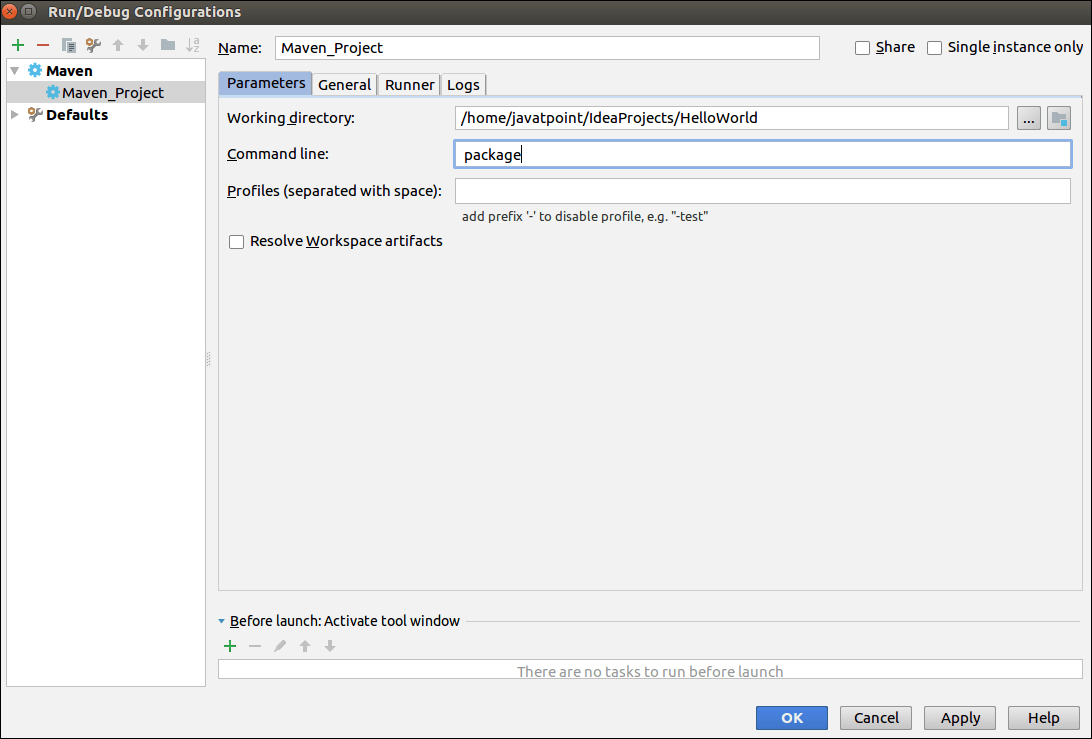 Run/Debug Configurations
Name: Maven_Project Share Single instance only
Maven
Maven_Project
Defaults
Parameters General Runner Logs
Working directory: /home/javatpoint/IdeaProjects/HelloWorld ...
Command line: package
Profiles (separated with space):
add prefix '-' to disable profile, e.g. "-test"
Resolve Workspace artifacts
Before launch: Activate tool window
There are no tasks to run before launch
OK Cancel Apply Help